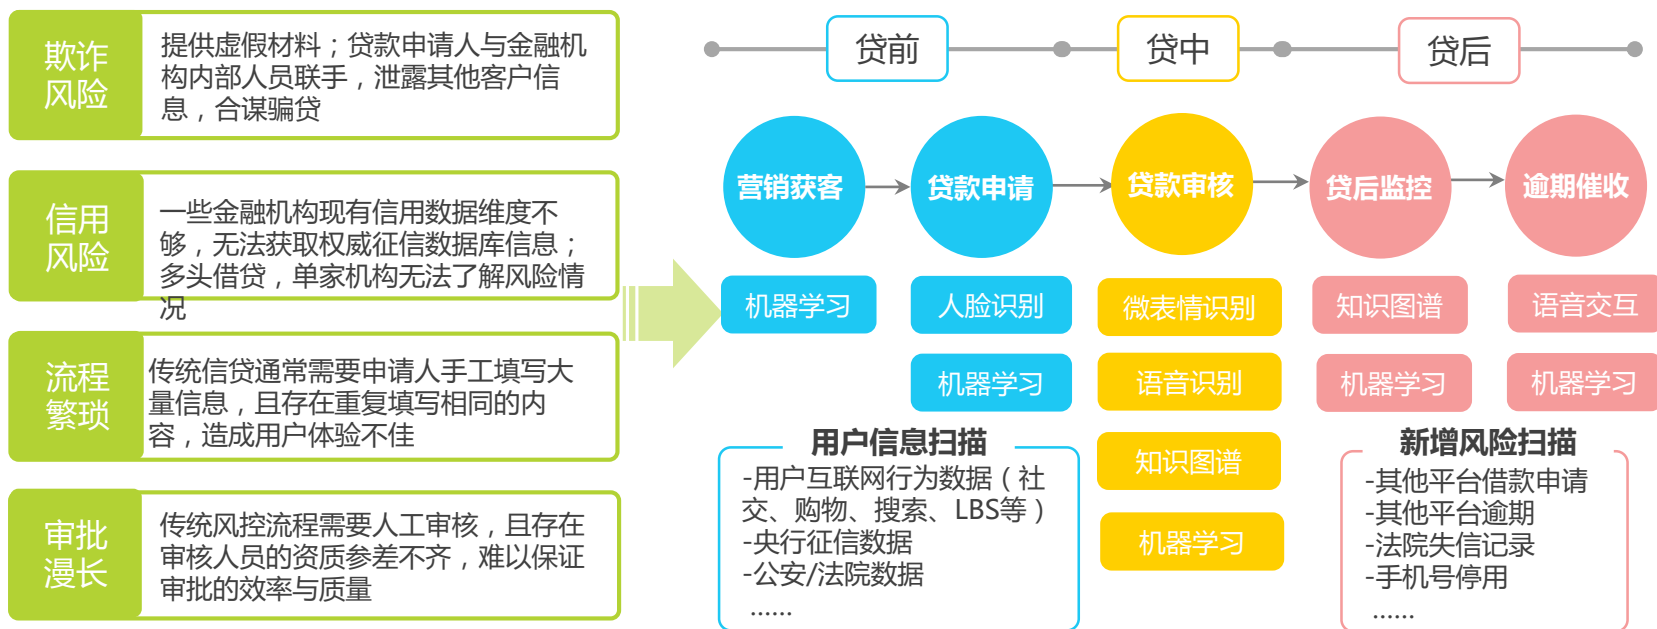 欺诈
风险
提供虚假材料；贷款申请人与金融机
构内部人员联手，泄露其他客户信
息，合谋骗贷
信用
风险
一些金融机构现有信用数据维度不
够，无法获取权威征信数据库信息；
多头借贷，单家机构无法了解风险情
况
流程
繁琐
传统信贷通常需要申请人手工填写大
量信息，且存在重复填写相同的内
容，造成用户体验不佳
审批
漫长
传统风控流程需要人工审核，且存在
审核人员的资质参差不齐，难以保证
审批的效率与质量
贷前
贷中
贷后
营销获客
贷款申请
贷款审核
贷后监控
逾期催收
机器学习
人脸识别
微表情识别
知识图谱
语音交互
机器学习
语音识别
机器学习
机器学习
知识图谱
机器学习
用户信息扫描
-用户互联网行为数据（社
交、购物、搜索、LBS等）
-央行征信数据
-公安/法院数据
......
新增风险扫描
-其他平台借款申请
-其他平台逾期
-法院失信记录
-手机号停用
......